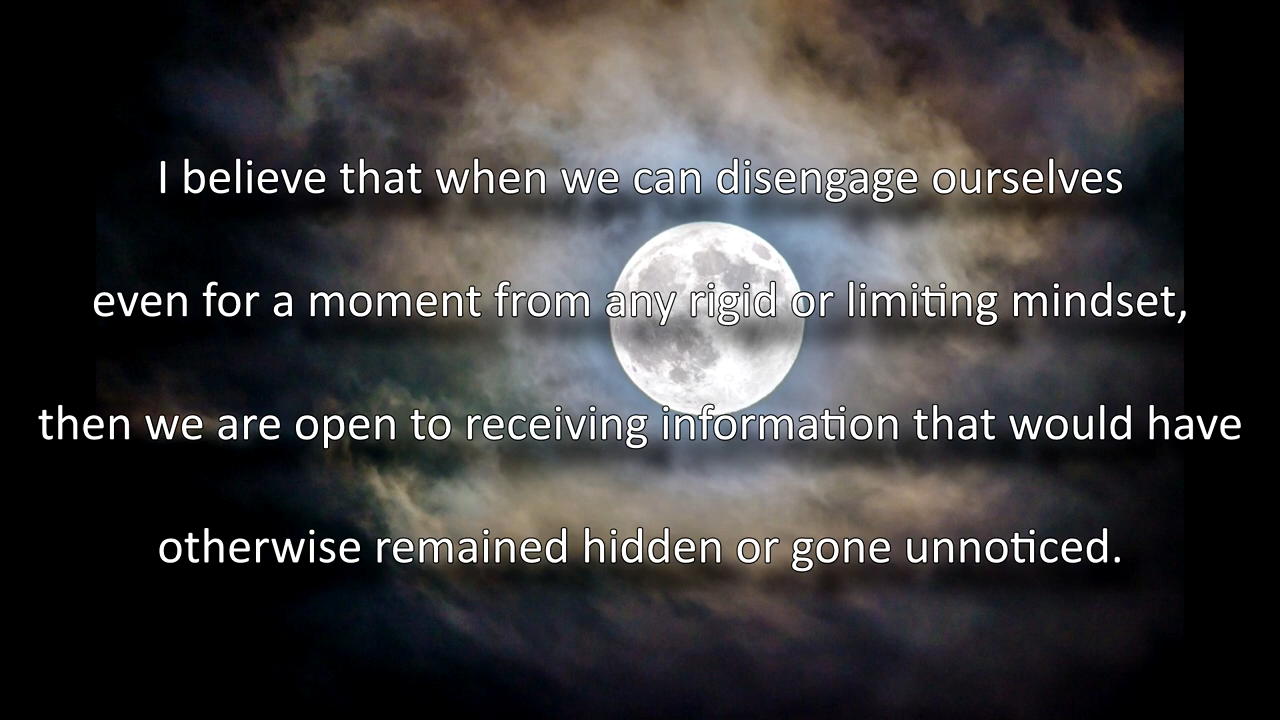 I believe that when we can disengage ourselves
even for a moment from any rigid or limiting mindset,
then we are open to receiving information that would have
otherwise remained hidden or gone unnoticed.